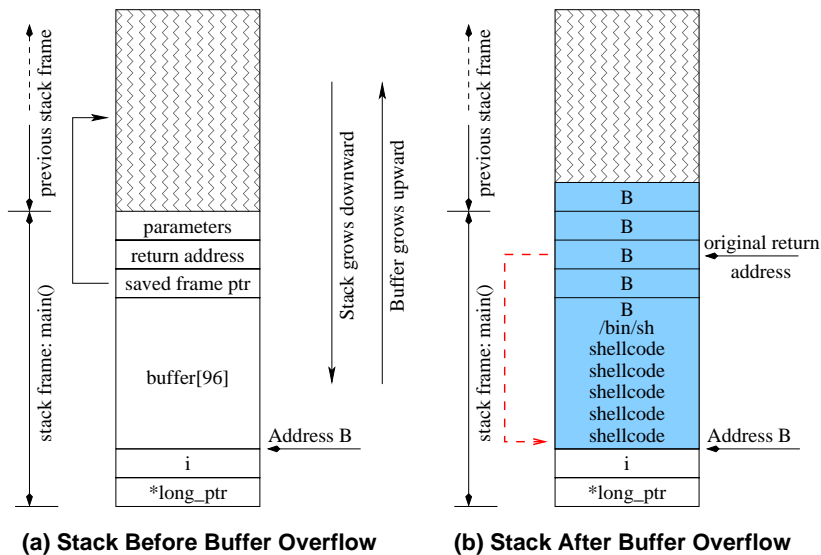 previous stack frame
stack frame: main()
parameters
return address
saved frame ptr
buffer[96]
i
*long_ptr
Address B
Stack grows downward
Buffer grows upward
(a) Stack Before Buffer Overflow
previous stack frame
stack frame: main()
B
B
B
B
B
/bin/sh
shellcode
shellcode
shellcode
shellcode
shellcode
i
*long_ptr
original return
address
Address B
(b) Stack After Buffer Overflow